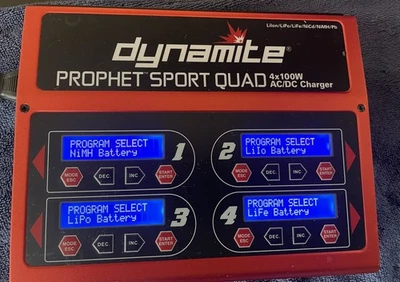 LiIon/LiPo/LiFe/NiCd/NiMH/Pb
dynamite®
PROPHET SPORT QUAD 4x100W AC/DC Charger
PROGRAM SELECT
NiMH Battery
1
MODE ESC
DEC.
INC.
START ENTER
2
PROGRAM SELECT
LiIo Battery
MODE ESC
DEC.
INC.
START ENTER
PROGRAM SELECT
LiPo Battery
3
MODE ESC
DEC.
INC.
START ENTER
4
PROGRAM SELECT
LiFe Battery
MODE ESC
DEC.
INC.
START ENTER